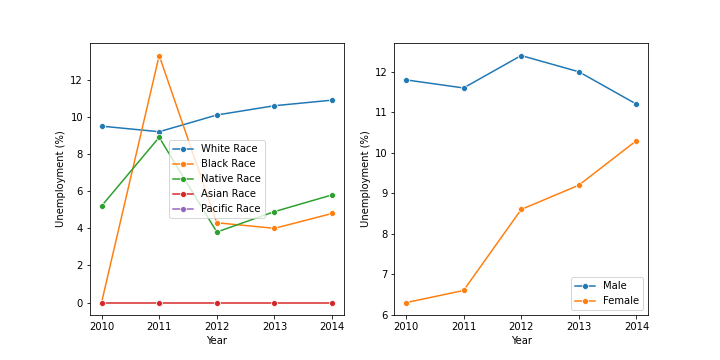 12
10
8
6
4
2
0
Unemployment (%)
2010 2011 2012 2013 2014
Year
White Race
Black Race
Native Race
Asian Race
Pacific Race
12
11
10
9
8
7
6
Unemployment (%)
2010 2011 2012 2013 2014
Year
Male
Female